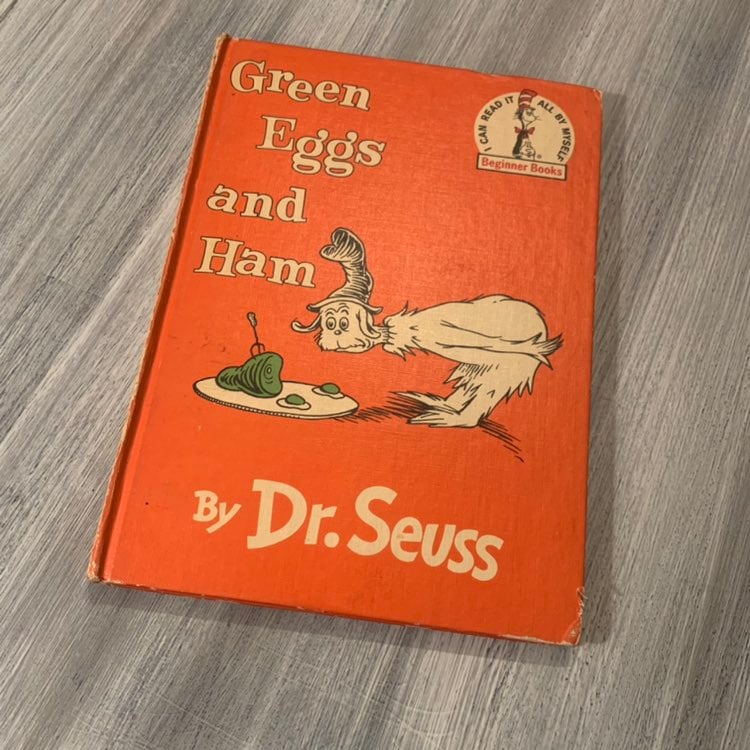 Green
Eggs
and
Ham
I CAN READ IT ALL BY MYSELF
Beginner Books
By Dr. Seuss